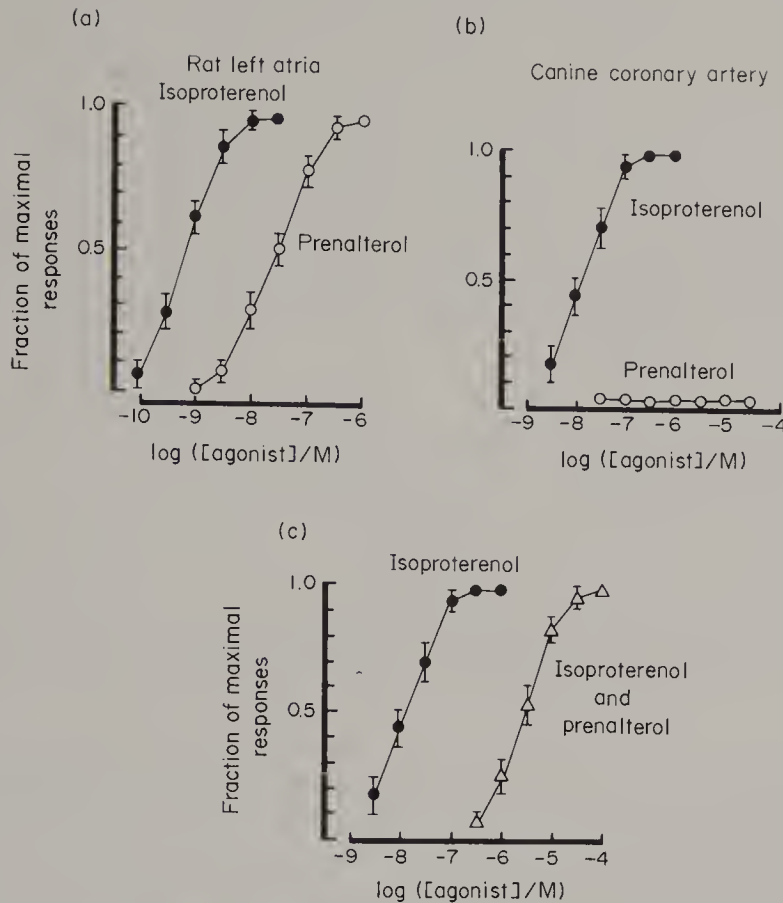 (a)
Rat left atria
Isoproterenol
Prenalterol
Fraction of maximal
responses
1.0
0.5
-10
-9
-8
-7
-6
log ([agonist]/M)
(b)
Canine coronary artery
1.0
0.5
Isoproterenol
Prenalterol
-9
-8
-7
-6
-5
-4
log ([agonist]/M)
(c)
Isoproterenol
Isoproterenol
and
prenalterol
Fraction of maximal
responses
1.0
0.5
-9
-8
-7
-6
-5
-4
log ([agonist]/M)